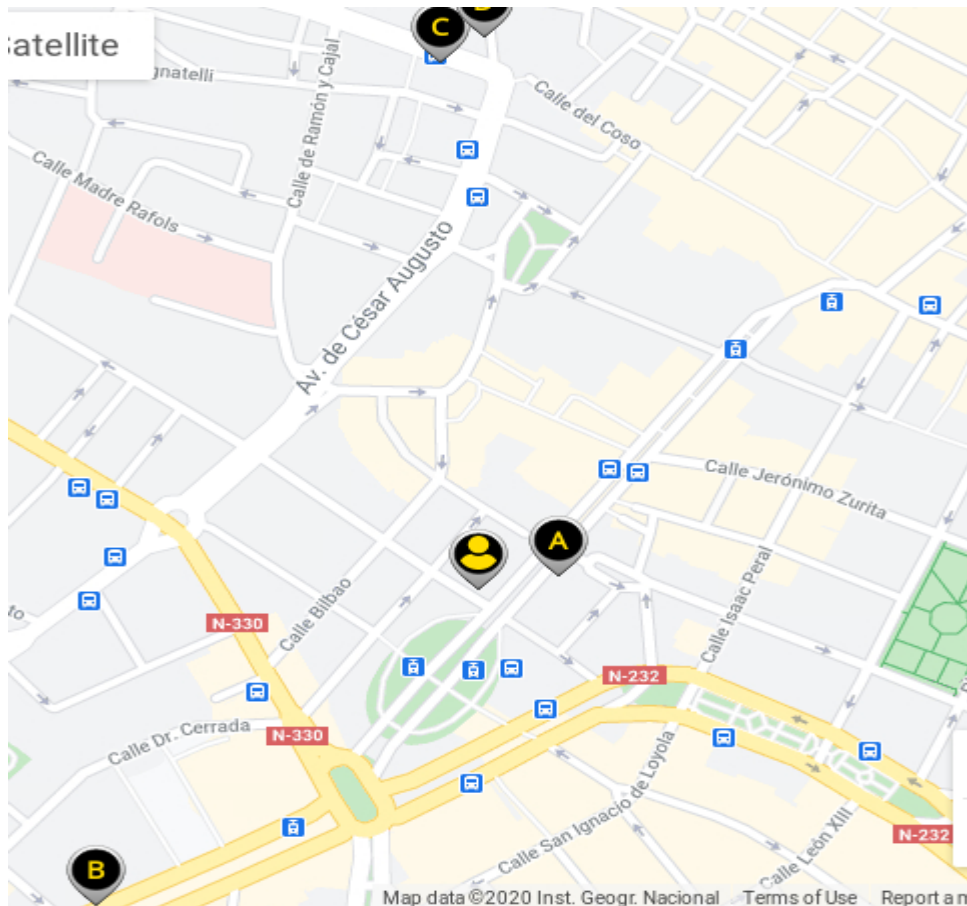 C
Satellite
gnatelli
Calle de Ramón y Cajal
Calle del Coso
Calle Madre Rafols
Av. de César Augusto
Calle Jerónimo Zurita
A
Calle Isaac Peral
Calle Bilbao
to
N-330
N-232
N-330
Calle Dr. Cerrada
Calle San Ignacio de Loyola
Calle León XIII
N-232
B
Map data ©2020 Inst. Geogr. Nacional
Terms of Use
Report a m